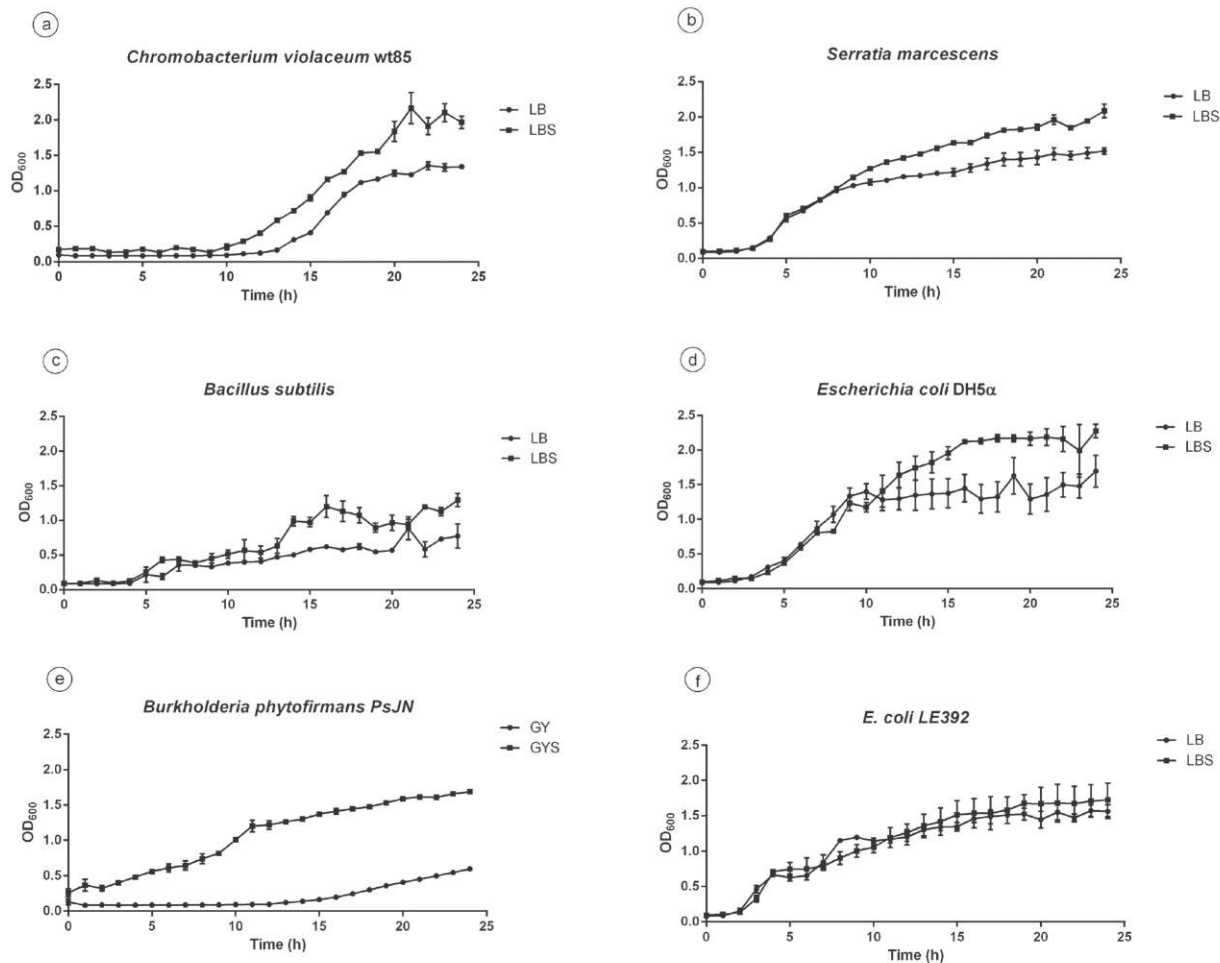 a
Chromobacterium violaceum wt85
2.5
2.0
1.5
1.0
0.5
0.0
OD600
0 5 10 15 20 25
Time (h)
LB
LBS
b
Serratia marcescens
2.5
2.0
1.5
1.0
0.5
0.0
OD600
0 5 10 15 20 25
Time (h)
LB
LBS
c
Bacillus subtilis
2.5
2.0
1.5
1.0
0.5
0.0
OD600
0 5 10 15 20 25
Time (h)
LB
LBS
d
Escherichia coli DH5α
2.5
2.0
1.5
1.0
0.5
0.0
OD600
0 5 10 15 20 25
Time (h)
LB
LBS
e
Burkholderia phytofirmans PsJN
2.5
2.0
1.5
1.0
0.5
0.0
OD600
0 5 10 15 20 25
Time (h)
GY
GYS
f
E. coli LE392
2.5
2.0
1.5
1.0
0.5
0.0
OD600
0 5 10 15 20 25
Time (h)
LB
LBS